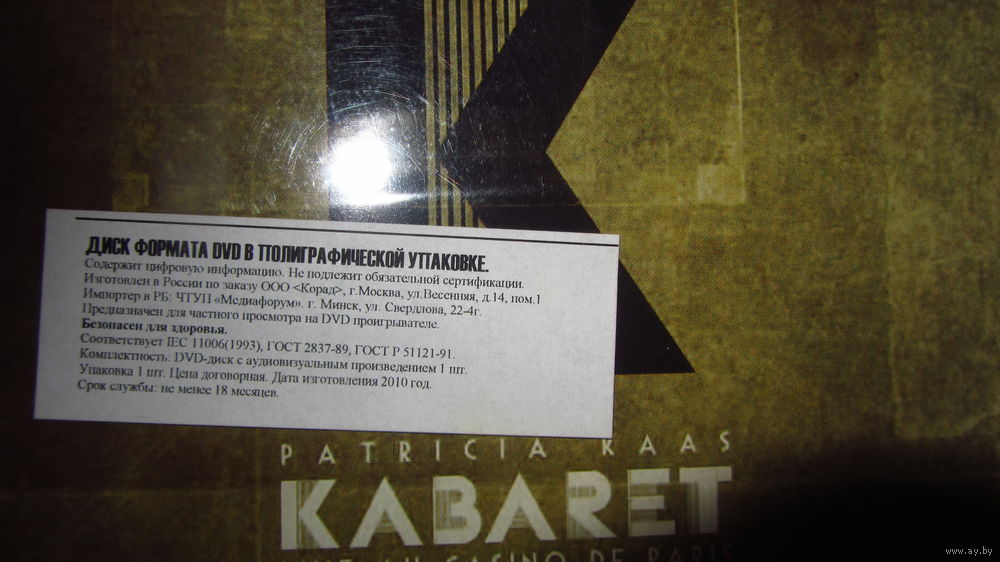 ДИСК ФОРМАТА DVD В ПОЛИГРАФИЧЕСКОЙ УПАКОВКЕ.
Содержит цифровую информацию. Не подлежит обязательной сертификации.
Изготовлен в России по заказу ООО <Корад>, г.Москва, ул.Весенняя, д.14, пом.1
Импортер в РБ: ЧТУП «Медиафорум». г. Минск, ул. Свердлова, 22-4г.
Предназначен для частного просмотра на DVD проигрывателе.
Безопасен для здоровья.
Соответствует IEC 11006(1993), ГОСТ 2837-89, ГОСТ Р 51121-91.
Комплектность: DVD-диск с аудиовизуальным произведением 1 шт.
Упаковка 1 шт. Цена договорная. Дата изготовления 2010 год.
Срок службы: не менее 18 месяцев.
PATRICIA KAAS
KABARET
AU CASINO DE PARIS
www.ay.by